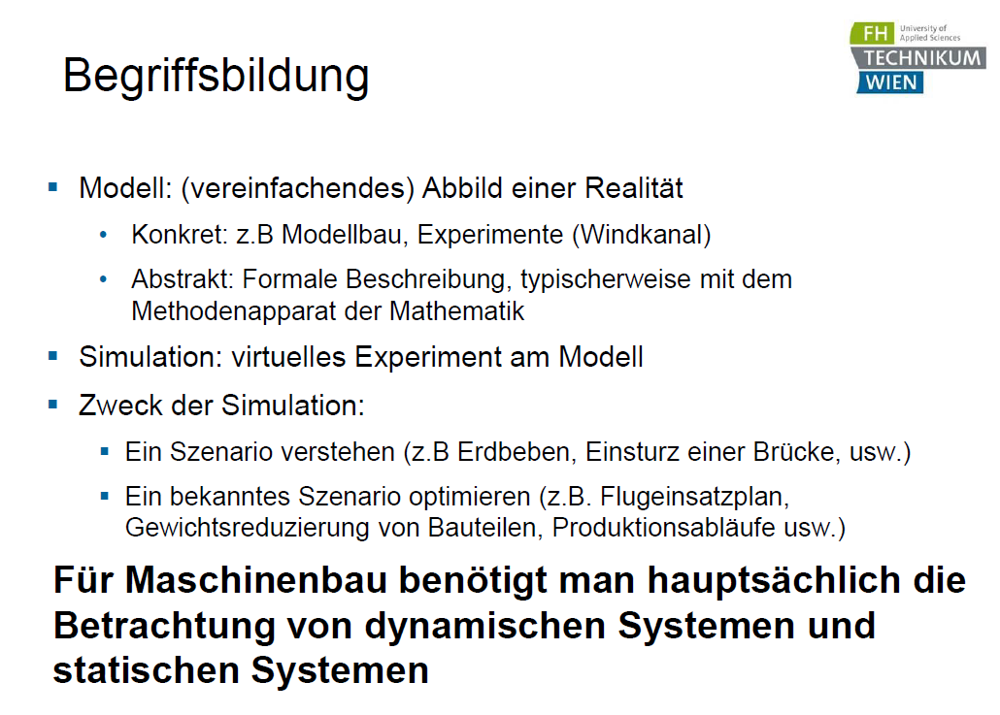 FH University of
Applied Sciences
TECHNIKUM
WIEN
Begriffsbildung
Modell: (vereinfachendes) Abbild einer Realität
Konkret: z.B Modellbau, Experimente (Windkanal)
Abstrakt: Formale Beschreibung, typischerweise mit dem
Methodenapparat der Mathematik
Simulation: virtuelles Experiment am Modell
Zweck der Simulation:
Ein Szenario verstehen (z.B Erdbeben, Einsturz einer Brücke, usw.)
Ein bekanntes Szenario optimieren (z.B. Flugeinsatzplan,
Gewichtsreduzierung von Bauteilen, Produktionsabläufe usw.)
Für Maschinenbau benötigt man hauptsächlich die
Betrachtung von dynamischen Systemen und
statischen Systemen